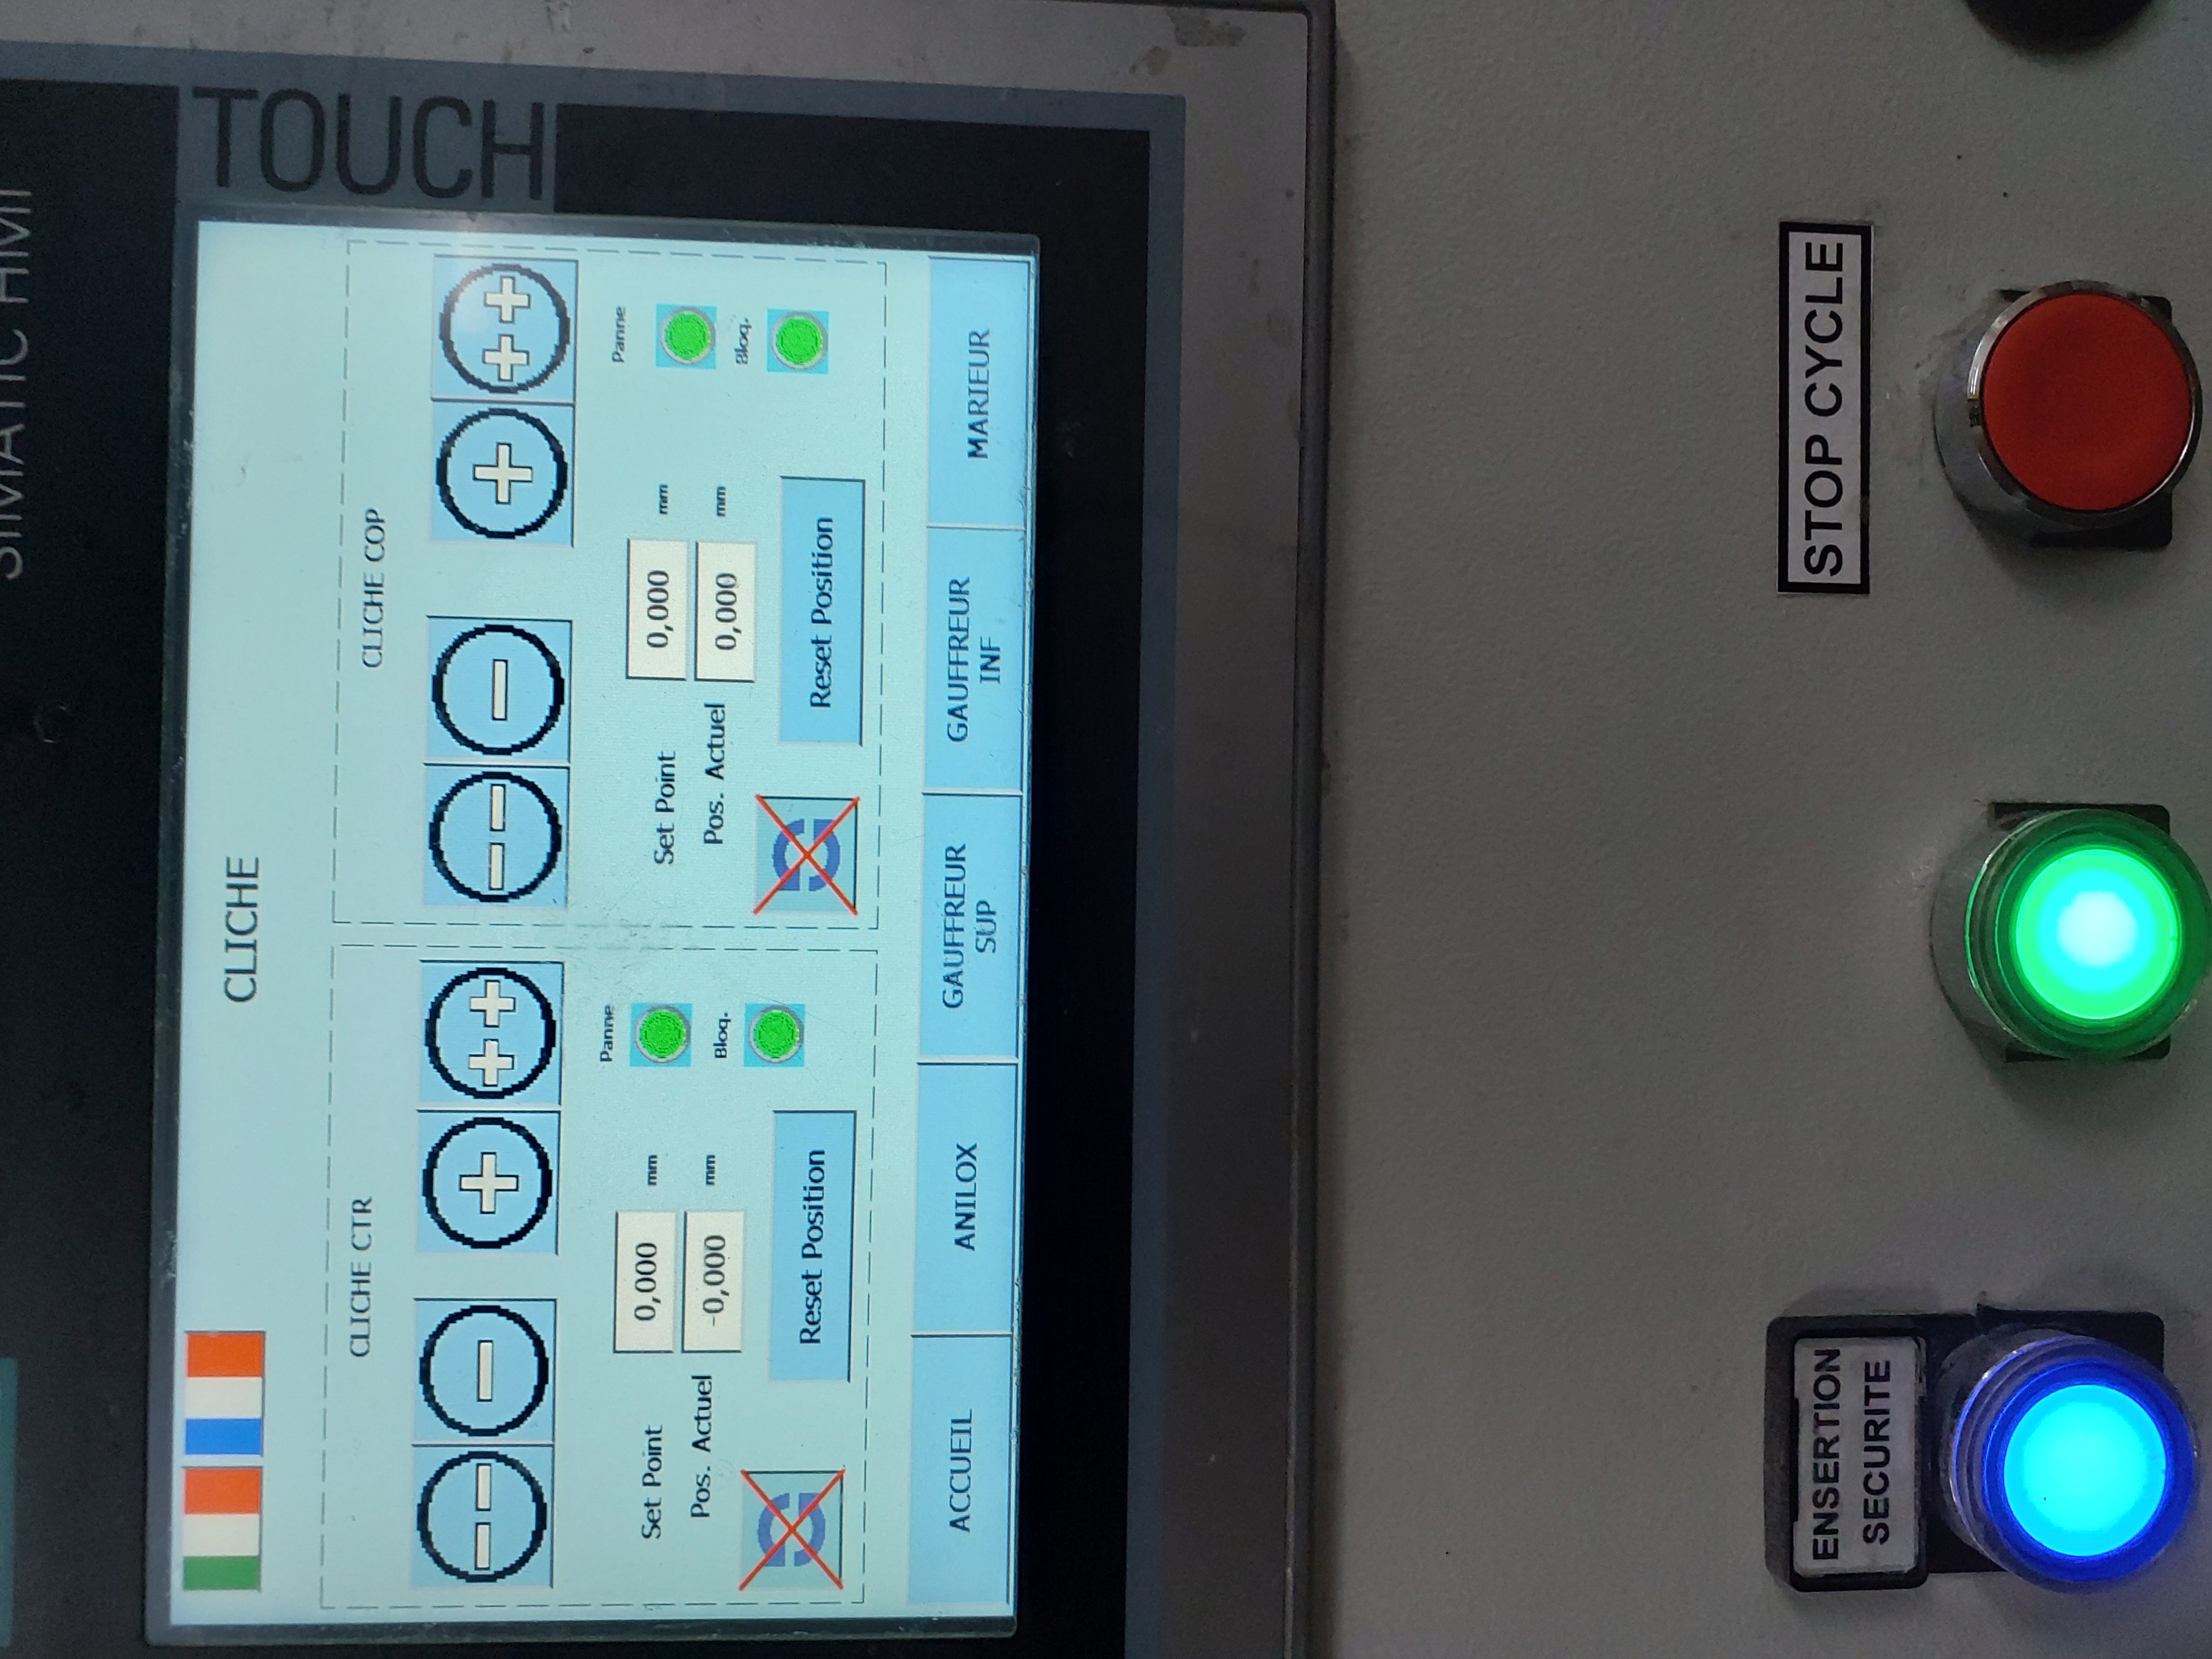 SIMATIC HMI
TOUCH
CLICHE
CLICHE CTR
Set Point 0,000 mm
Pos. Actuel -0,000 mm
Panne
Bloq.
Reset Position
CLICHE COP
Set Point 0,000 mm
Pos. Actuel 0,000 mm
Panne
Bloq.
Reset Position
ACCUEIL
ANILOX
GAUFFREUR
SUP
GAUFFREUR
INF
MARIEUR
ENSERTION
SECURITE
STOP CYCLE